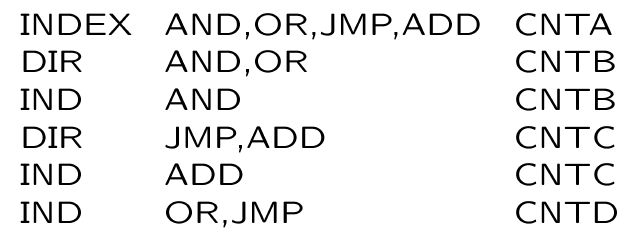 INDEX AND,OR,JMP,ADD CNTA
DIR AND,OR CNTB
IND AND CNTB
DIR JMP,ADD CNTC
IND ADD CNTC
IND OR,JMP CNTD